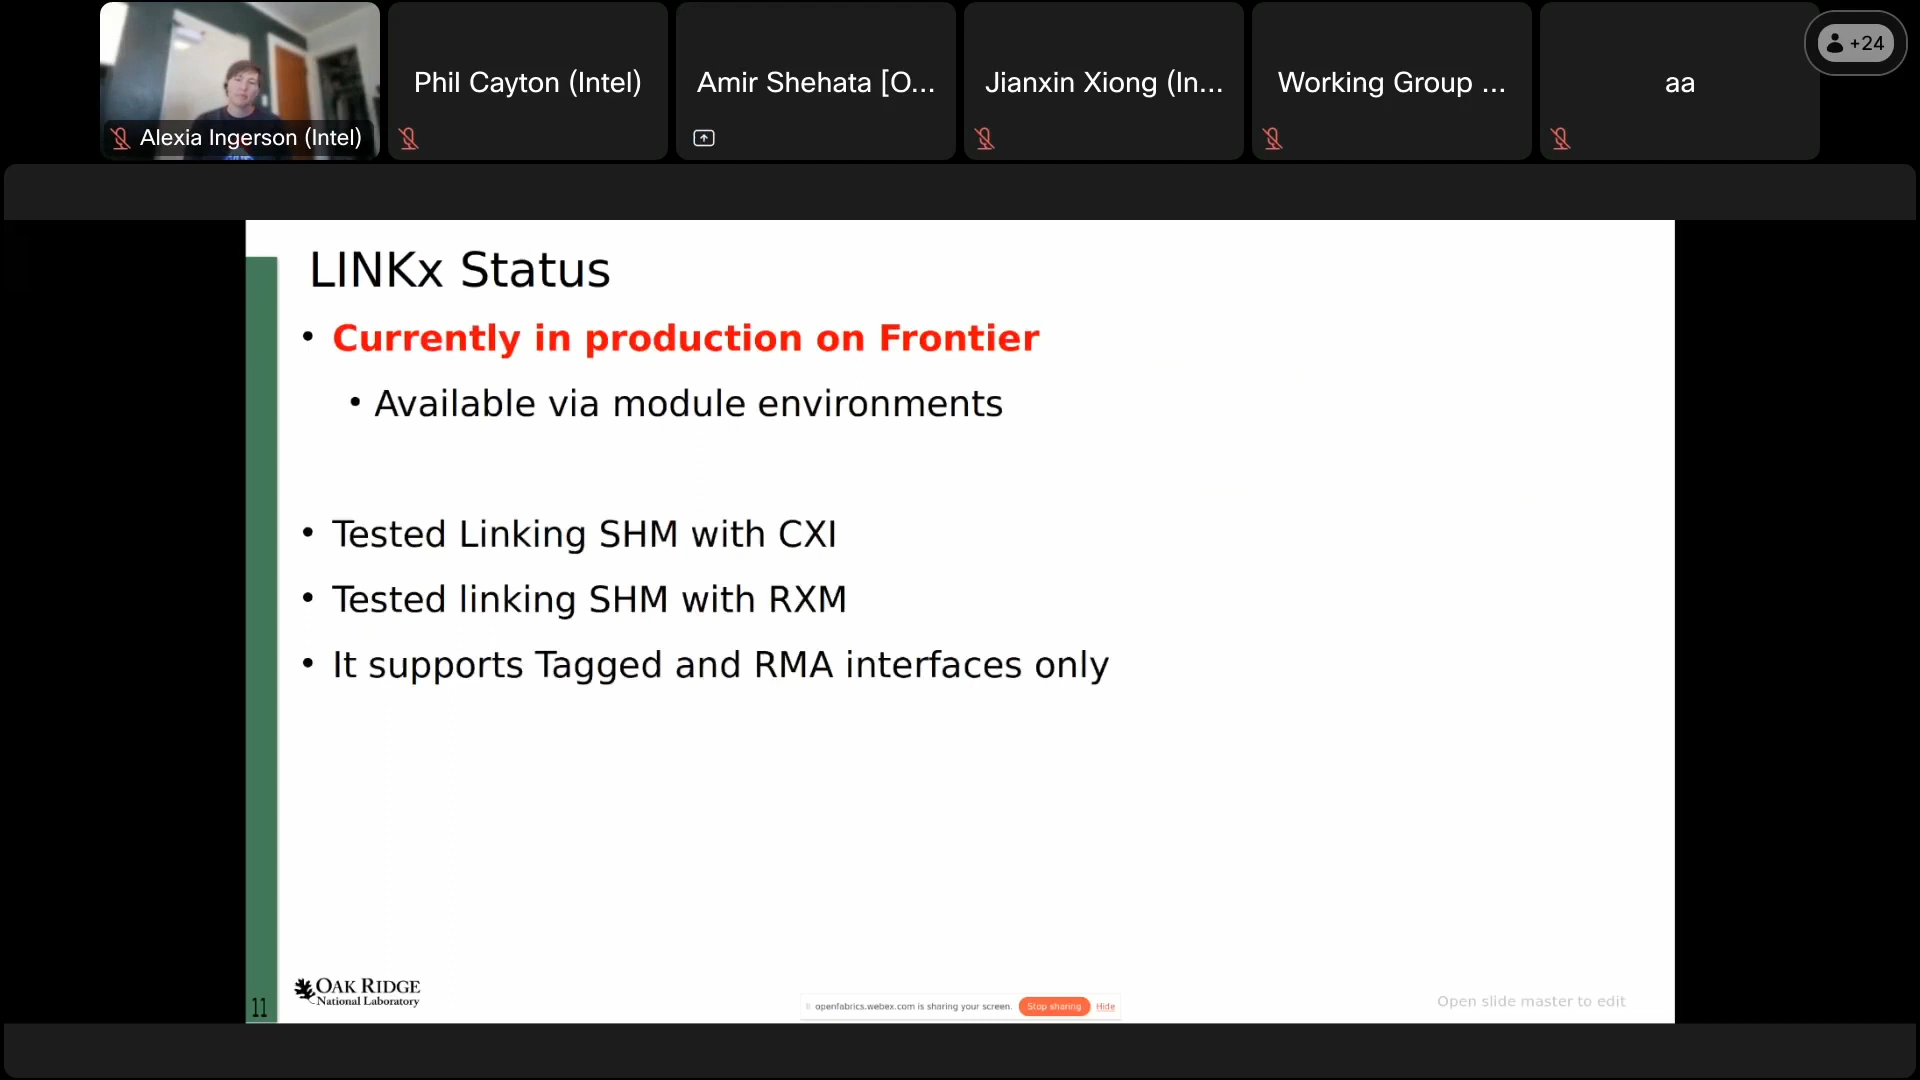 Alexia Ingerson (Intel)
Phil Cayton (Intel)
Amir Shehata [O...
Jianxin Xiong (In...
Working Group ...
aa
+24
LINKx Status
• Currently in production on Frontier
• Available via module environments
• Tested Linking SHM with CXI
• Tested linking SHM with RXM
• It supports Tagged and RMA interfaces only
11
OAK RIDGE
National Laboratory
openfabrics.webex.com is sharing your screen. Stop sharing Hide
Open slide master to edit